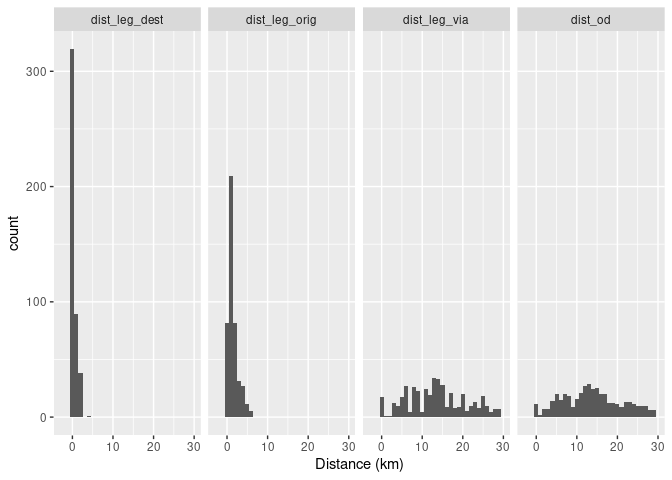 dist_leg_dest dist_leg_orig dist_leg_via dist_od
300
200
100
0
count
0 10 20 30 0 10 20 30 0 10 20 30 0 10 20 30
Distance (km)